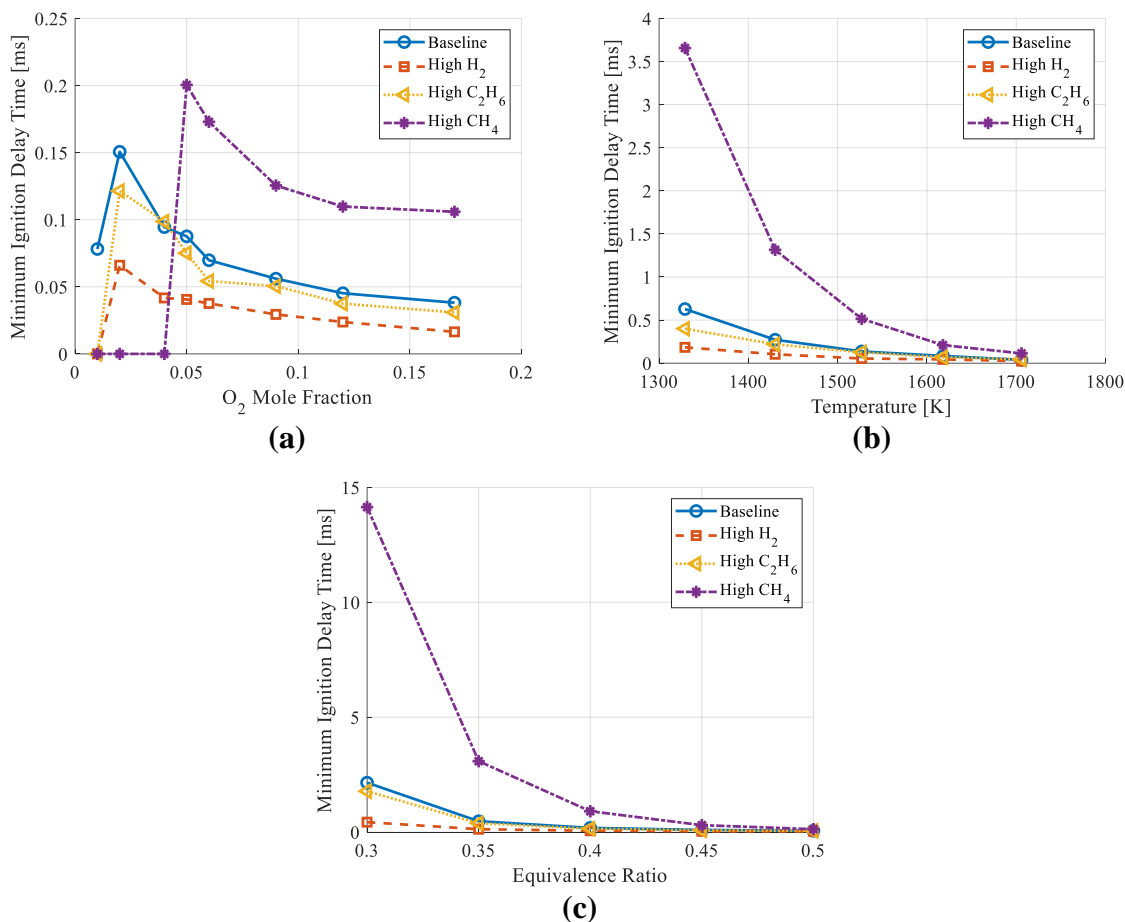 Minimum Ignition Delay Time [ms]
0.25
0.2
0.15
0.1
0.05
0
0
0.05
0.1
0.15
0.2
O2 Mole Fraction
Baseline
High H2
High C2H6
High CH4
(a)
Minimum Ignition Delay Time [ms]
4
3.5
3
2.5
2
1.5
1
0.5
0
1300
1400
1500
1600
1700
1800
Temperature [K]
Baseline
High H2
High C2H6
High CH4
(b)
Minimum Ignition Delay Time [ms]
15
10
5
0
0.3
0.35
0.4
0.45
0.5
Equivalence Ratio
Baseline
High H2
High C2H6
High CH4
(c)